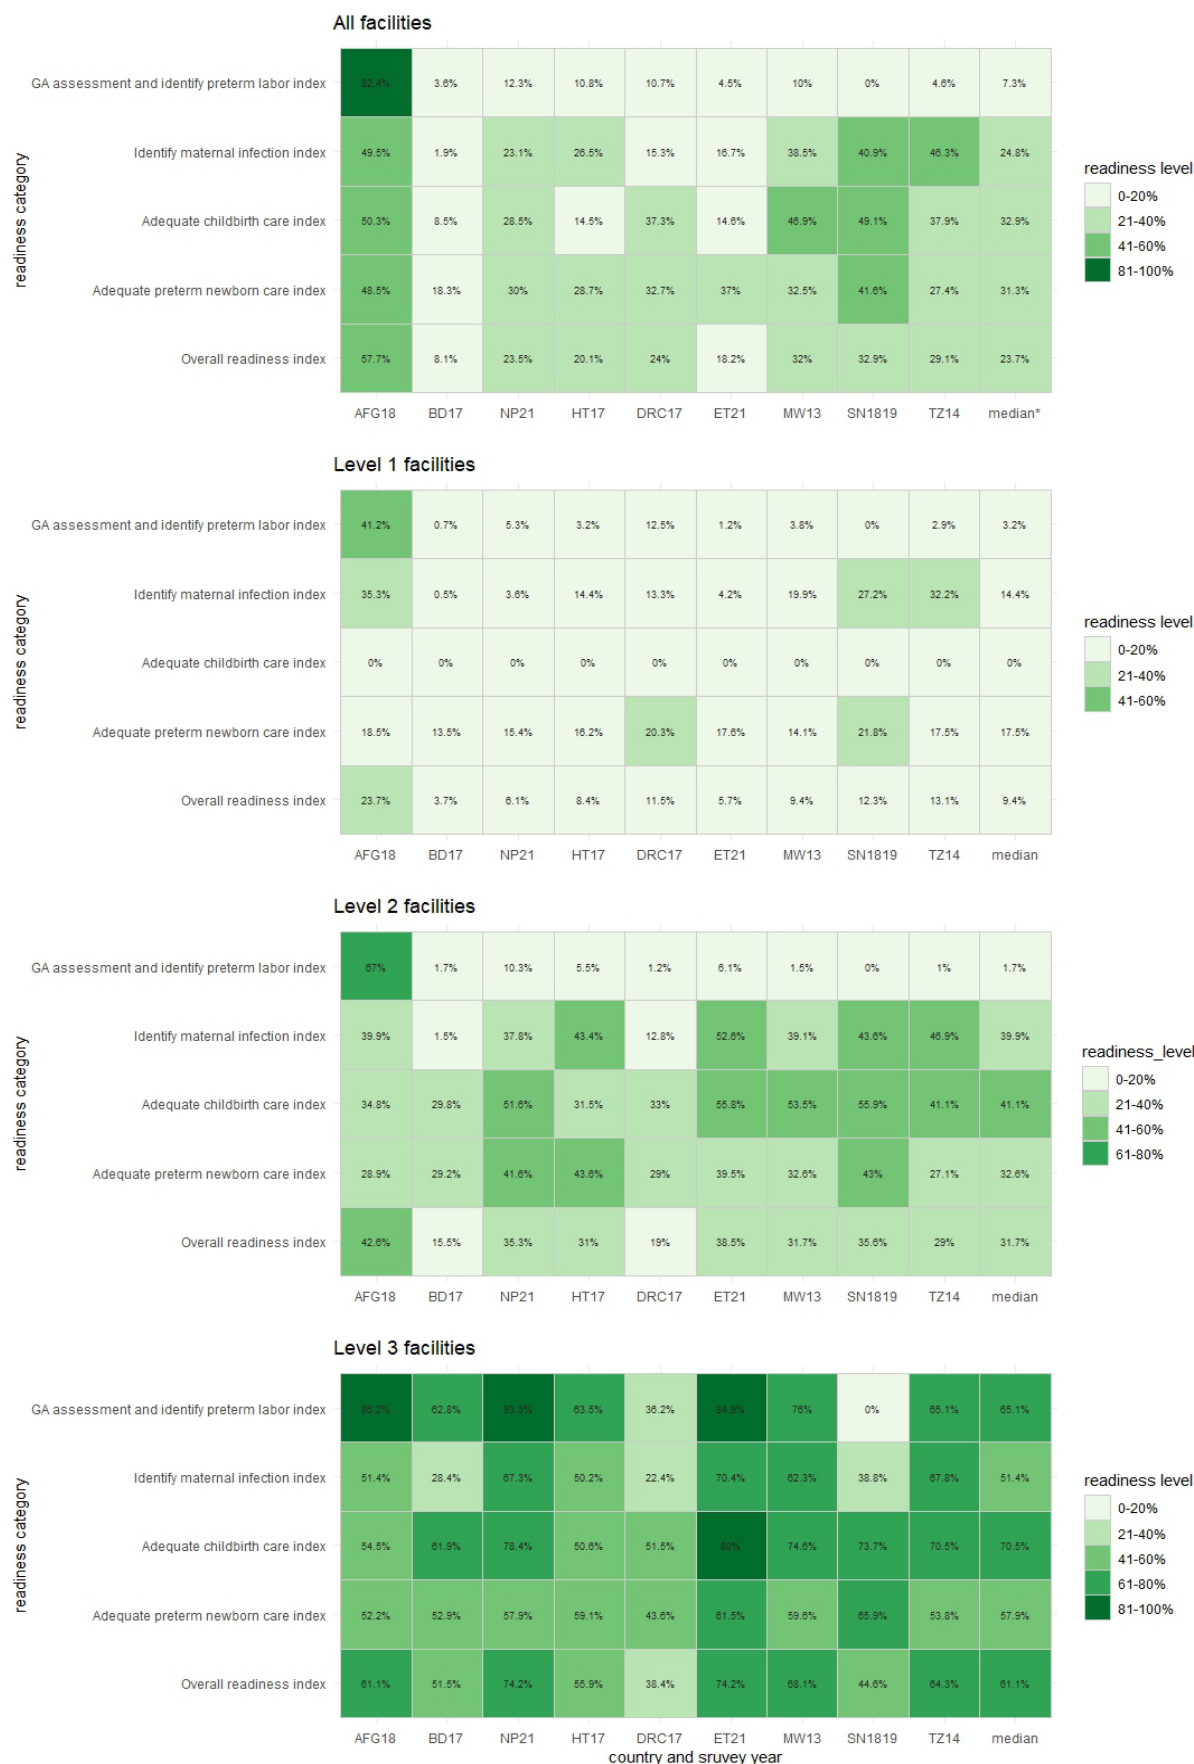 All facilities
readiness category
GA assessment and identify preterm labor index 82.4% 3.6% 12.3% 10.8% 10.7% 4.5% 10% 0% 4.6% 7.3%
Identify maternal infection index 49.5% 1.9% 23.1% 26.5% 15.3% 16.7% 38.5% 40.9% 46.3% 24.8%
Adequate childbirth care index 50.3% 8.5% 28.5% 14.5% 37.3% 14.6% 46.9% 49.1% 37.9% 32.9%
Adequate preterm newborn care index 48.5% 18.3% 30% 28.7% 32.7% 37% 32.5% 41.6% 27.4% 31.3%
Overall readiness index 57.7% 8.1% 23.5% 20.1% 24% 18.2% 32% 32.9% 29.1% 23.7%
AFG18 BD17 NP21 HT17 DRC17 ET21 MW13 SN1819 TZ14 median*
readiness level
0-20%
21-40%
41-60%
81-100%
Level 1 facilities
readiness category
GA assessment and identify preterm labor index 41.2% 0.7% 5.3% 3.2% 12.5% 1.2% 3.8% 0% 2.9% 3.2%
Identify maternal infection index 35.3% 0.5% 3.6% 14.4% 13.3% 4.2% 19.9% 27.2% 32.2% 14.4%
Adequate childbirth care index 0% 0% 0% 0% 0% 0% 0% 0% 0% 0%
Adequate preterm newborn care index 18.5% 13.5% 15.4% 16.2% 20.3% 17.6% 14.1% 21.8% 17.5% 17.5%
Overall readiness index 23.7% 3.7% 6.1% 8.4% 11.5% 5.7% 9.4% 12.3% 13.1% 9.4%
AFG18 BD17 NP21 HT17 DRC17 ET21 MW13 SN1819 TZ14 median
readiness level
0-20%
21-40%
41-60%
Level 2 facilities
readiness category
GA assessment and identify preterm labor index 67% 1.7% 10.3% 5.5% 1.2% 6.1% 1.5% 0% 1% 1.7%
Identify maternal infection index 39.9% 1.5% 37.8% 43.4% 12.8% 52.6% 39.1% 43.6% 46.9% 39.9%
Adequate childbirth care index 34.8% 29.8% 51.6% 31.5% 33% 55.8% 53.5% 55.9% 41.1% 41.1%
Adequate preterm newborn care index 28.9% 29.2% 41.6% 43.6% 29% 39.5% 32.6% 43% 27.1% 32.6%
Overall readiness index 42.6% 15.5% 35.3% 31% 19% 38.5% 31.7% 35.6% 29% 31.7%
AFG18 BD17 NP21 HT17 DRC17 ET21 MW13 SN1819 TZ14 median
readiness_level
0-20%
21-40%
41-60%
61-80%
Level 3 facilities
readiness category
GA assessment and identify preterm labor index 86.2% 62.8% 93.3% 63.5% 36.2% 84.9% 76% 0% 65.1% 65.1%
Identify maternal infection index 51.4% 28.4% 67.3% 50.2% 22.4% 70.4% 62.3% 38.8% 67.8% 51.4%
Adequate childbirth care index 54.5% 61.9% 78.4% 50.6% 51.5% 74.6% 73.7% 70.5% 70.5%
Adequate preterm newborn care index 52.2% 52.9% 57.9% 59.1% 43.6% 61.5% 59.6% 65.9% 53.8% 57.9%
Overall readiness index 61.1% 51.5% 74.2% 55.9% 38.4% 74.2% 68.1% 44.6% 64.3% 61.1%
AFG18 BD17 NP21 HT17 DRC17 ET21 MW13 SN1819 TZ14 median
country and sruvey year
readiness level
0-20%
21-40%
41-60%
61-80%
81-100%